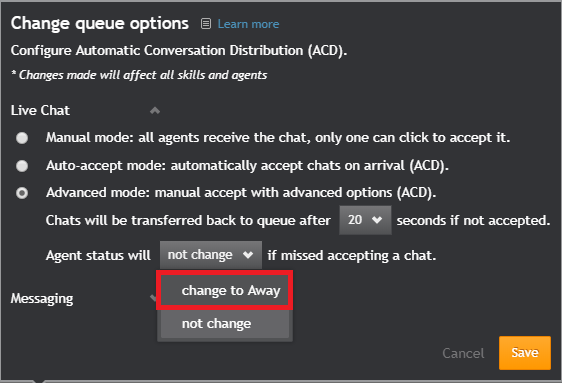 Change queue options Learn more
Configure Automatic Conversation Distribution (ACD).
* Changes made will affect all skills and agents
Live Chat
Manual mode: all agents receive the chat, only one can click to accept it.
Auto-accept mode: automatically accept chats on arrival (ACD).
Advanced mode: manual accept with advanced options (ACD).
Chats will be transferred back to queue after 20 seconds if not accepted.
Agent status will not change if missed accepting a chat.
change to Away
Messaging
not change
Cancel Save